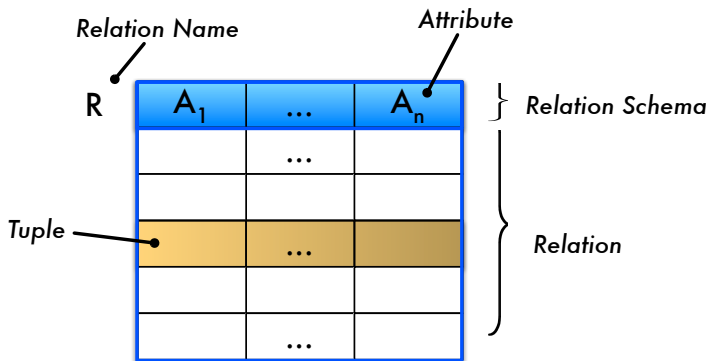 Relation Name
Attribute
R
A₁ ... Aₙ
Relation Schema
...
Tuple
...
Relation
...